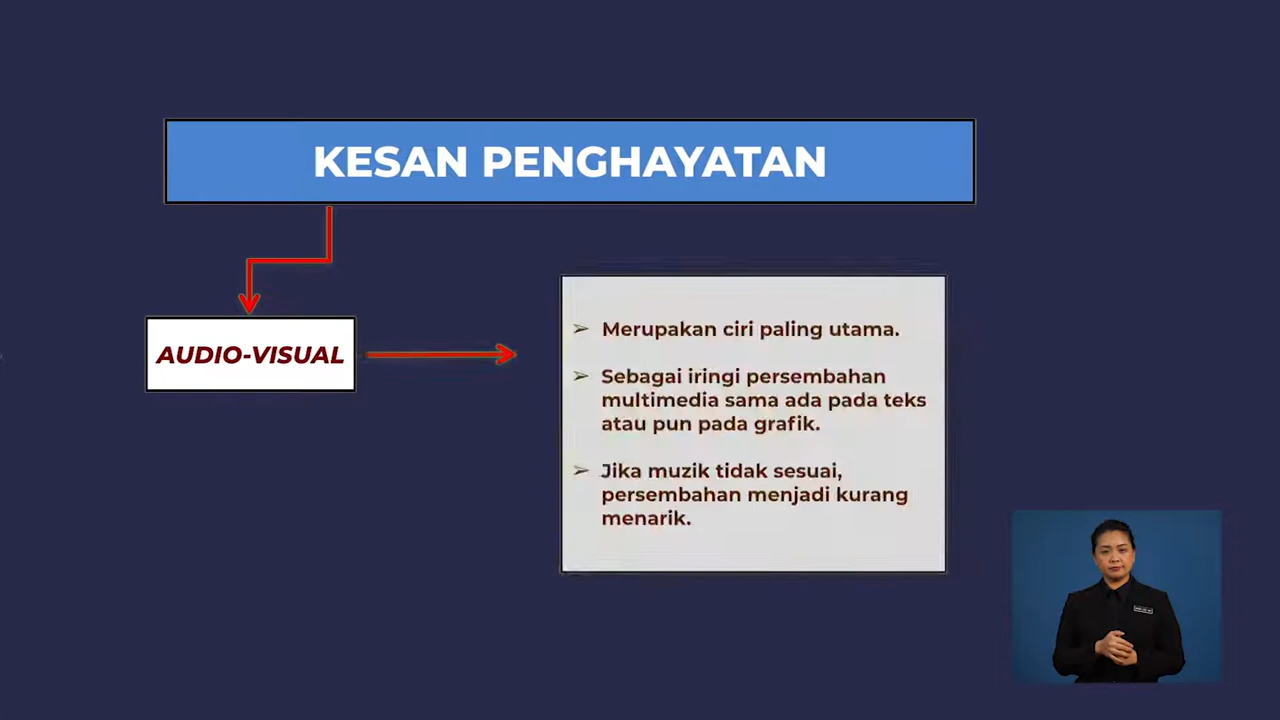 KESAN PENGHAYATAN
AUDIO-VISUAL
➢ Merupakan ciri paling utama.
➢ Sebagai iringi persembahan
multimedia sama ada pada teks
atau pun pada grafik.
➢ Jika muzik tidak sesuai,
persembahan menjadi kurang
menarik.